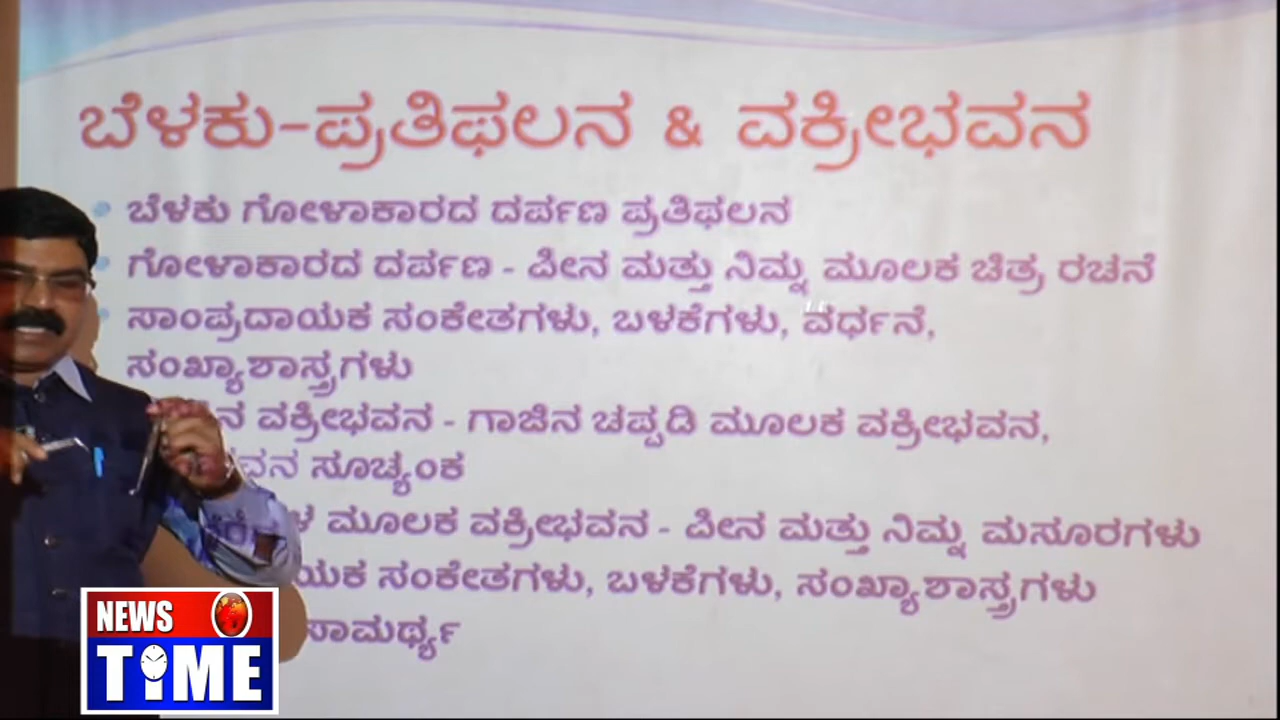 ಬೆಳಕು-ಪ್ರತಿಫಲನ & ವಕ್ರೀಭವನ
ಬೆಳಕು ಗೋಳಾಕಾರದ ದರ್ಪಣ ಪ್ರತಿಫಲನ
ಗೋಳಾಕಾರದ ದರ್ಪಣ - ಪೀನ ಮತ್ತು ನಿಮ್ನ ಮೂಲಕ ಚಿತ್ರ ರಚನೆ
ಸಾಂಪ್ರದಾಯಕ ಸಂಕೇತಗಳು, ಬಳಕೆಗಳು, ವರ್ಧನೆ,
ಸಂಖ್ಯಾಶಾಸ್ತ್ರಗಳು
ವಕ್ರೀಭವನ - ಗಾಜಿನ ಚಪ್ಪಡಿ ಮೂಲಕ ವಕ್ರೀಭವನ,
ಸೂಚ್ಯಂಕ
ಮೂಲಕ ವಕ್ರೀಭವನ - ಪೀನ ಮತ್ತು ನಿಮ್ನ ಮಸೂರಗಳು
ಸಂಕೇತಗಳು, ಬಳಕೆಗಳು, ಸಂಖ್ಯಾಶಾಸ್ತ್ರಗಳು
ಸಾಮರ್ಥ್ಯ
NEWS
TIME